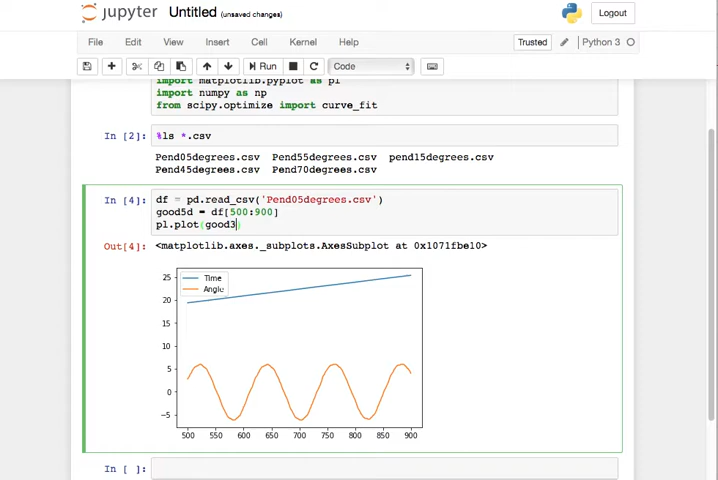 jupyter Untitled (unsaved changes)
Logout
File Edit View Insert Cell Kernel Help
Trusted Python 3
Run Code
import matplotlib.pyplot as pl
import numpy as np
from scipy.optimize import curve_fit
In [2]: %ls *.csv
Pend05degrees.csv Pend55degrees.csv pend15degrees.csv
Pend45degrees.csv Pend70degrees.csv
In [4]: df = pd.read_csv('Pend05degrees.csv')
good5d = df[500:900]
pl.plot(good3)
Out[4]: <matplotlib.axes._subplots.AxesSubplot at 0x1071fbe10>
Time
Angle
25
20
15
10
5
0
−5
500 550 600 650 700 750 800 850 900
In [ ]: